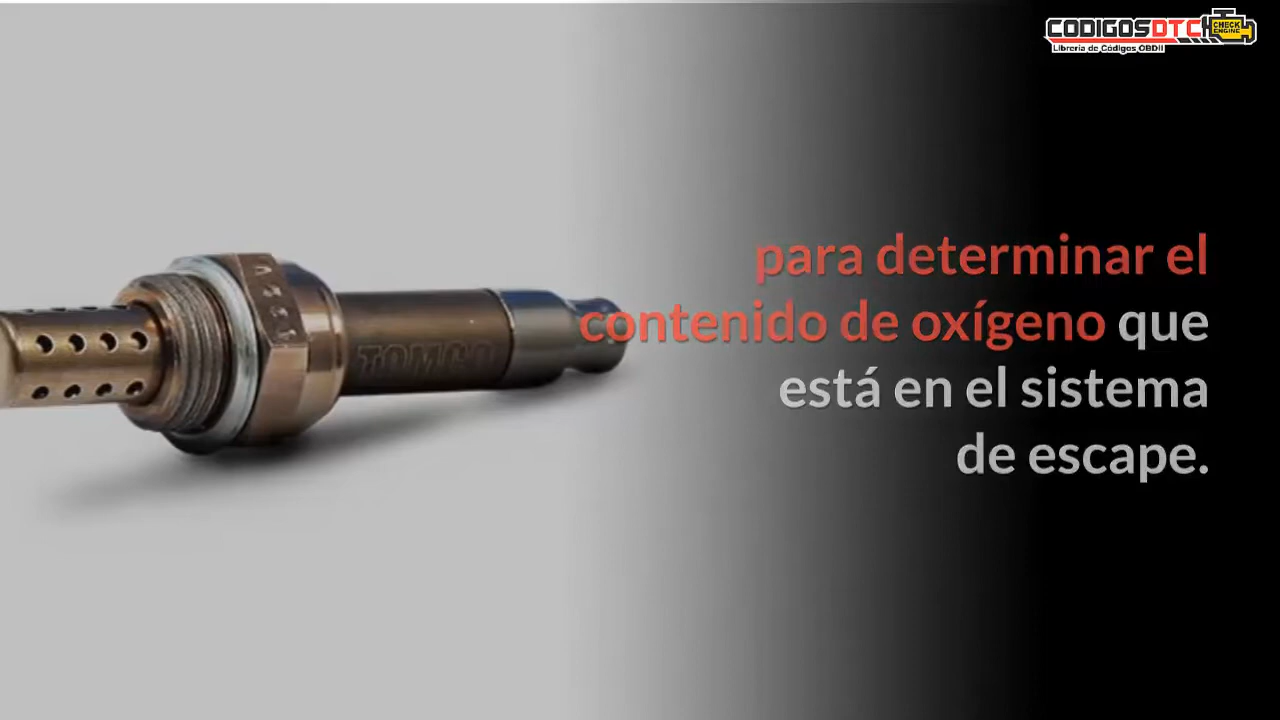 CODIGOSDTC
CHECK
ENGINE
Librería de Códigos OBDII
para determinar el
contenido de oxígeno que
está en el sistema
de escape.
TOMCO